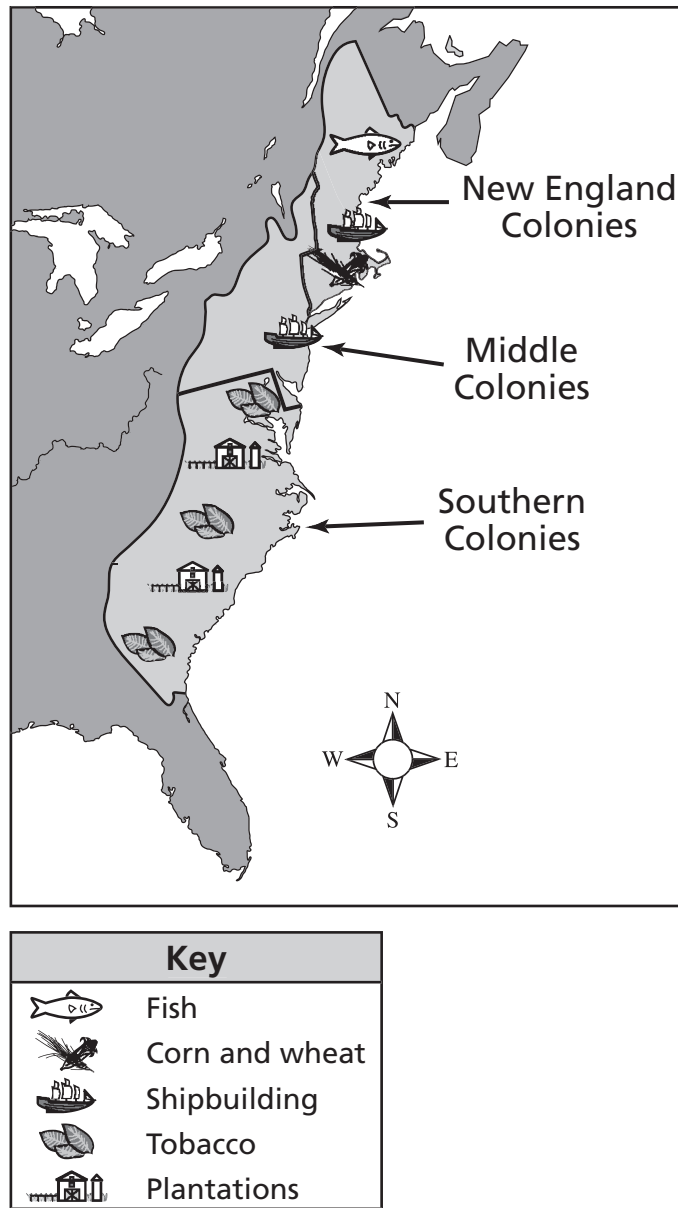 New England
Colonies
Middle
Colonies
Southern
Colonies
N
W E
S
Key
Fish
Corn and wheat
Shipbuilding
Tobacco
Plantations